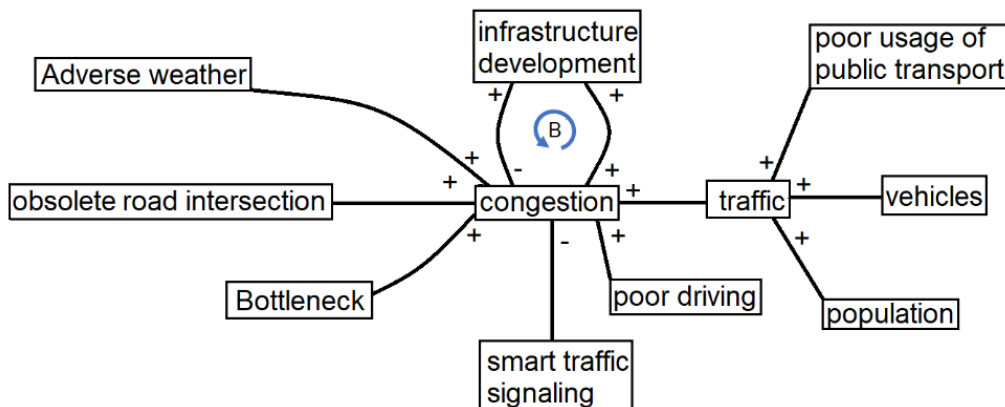 infrastructure
development
poor usage of
public transport
Adverse weather
+
+
B
+
+
-
+
+
+
+
obsolete road intersection
congestion
+
traffic
+
vehicles
+
-
+
+
Bottleneck
poor driving
population
smart traffic
signaling